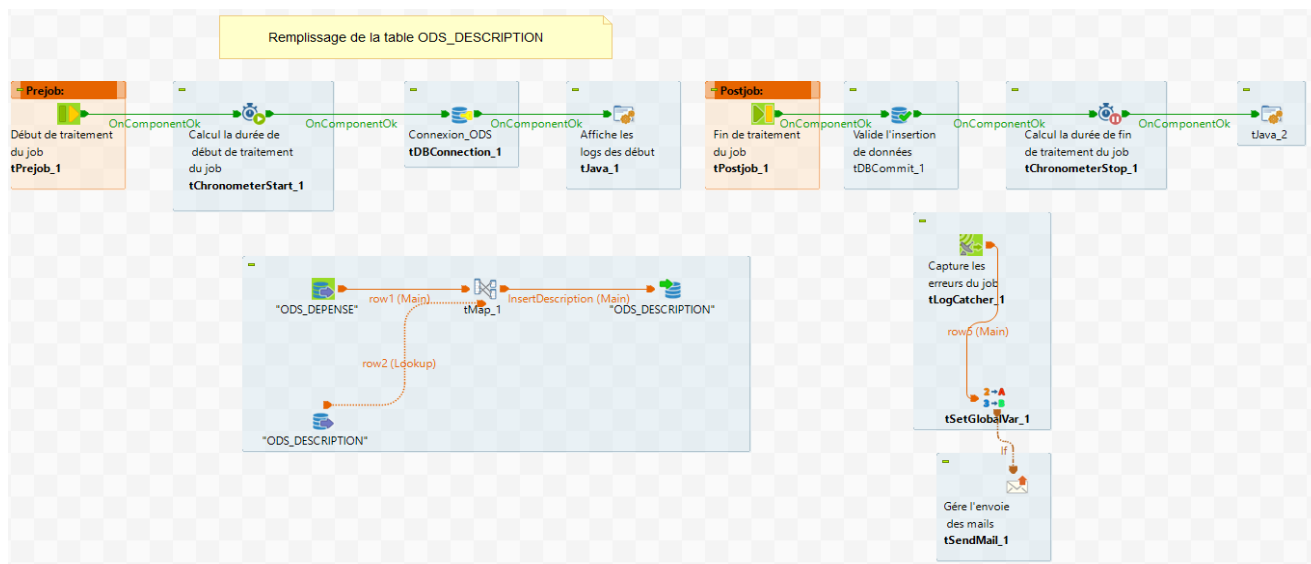 Remplissage de la table ODS_DESCRIPTION
Prejob:
Début de traitement
du job
tPrejob_1
OnComponentOk
Calcul la durée de
début de traitement
du job
tChronometerStart_1
OnComponentOk
Connexion_ODS
tDBConnection_1
OnComponentOk
Affiche les
logs des début
tJava_1
Postjob:
Fin de traitement
du job
tPostjob_1
OnComponentOk
Valide l'insertion
de données
tDBCommit_1
OnComponentOk
Calcul la durée de fin
de traitement du job
tChronometerStop_1
OnComponentOk
tJava_2
"ODS_DEPENSE"
row1 (Main)
tMap_1
InsertDescription (Main)
"ODS_DESCRIPTION"
row2 (Lookup)
"ODS_DESCRIPTION"
Capture les
erreurs du job
tLogCatcher_1
row5 (Main)
tSetGlobalVar_1
If
Gére l'envoie
des mails
tSendMail_1